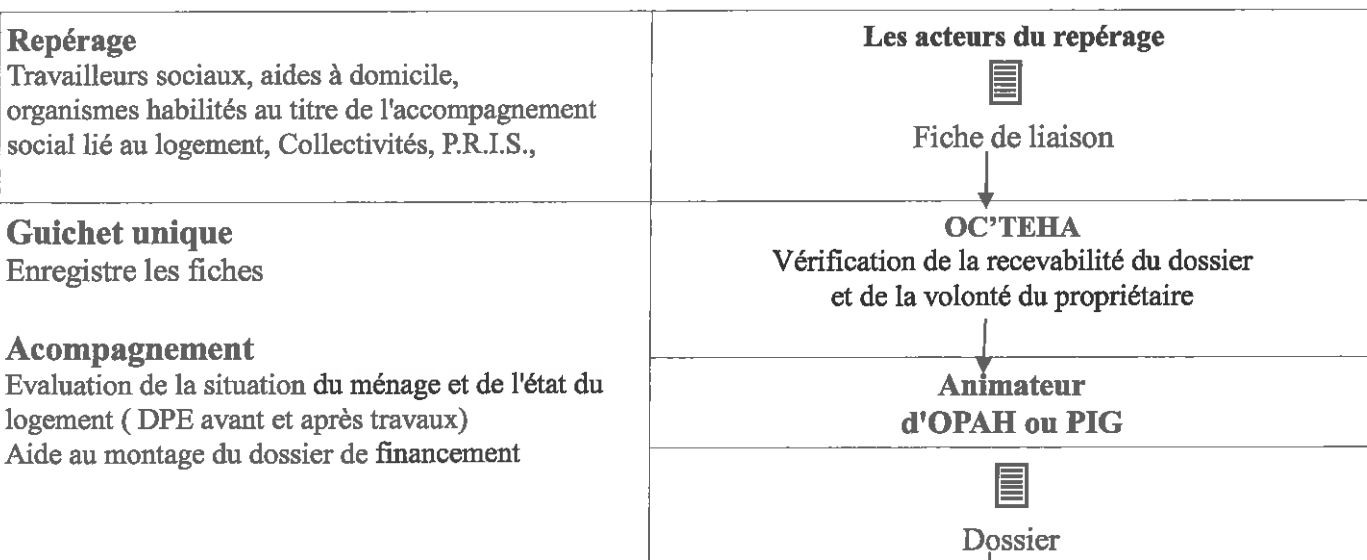 Repérage
Travailleurs sociaux, aides à domicile,
organismes habilités au titre de l'accompagnement
social lié au logement, Collectivités, P.R.I.S.,
Les acteurs du repérage
Fiche de liaison
Guichet unique
Enregistre les fiches
OC'TEHA
Vérification de la recevabilité du dossier
et de la volonté du propriétaire
Acompagnement
Evaluation de la situation du ménage et de l'état du
logement ( DPE avant et après travaux)
Aide au montage du dossier de financement
Animateur
d'OPAH ou PIG
Dossier